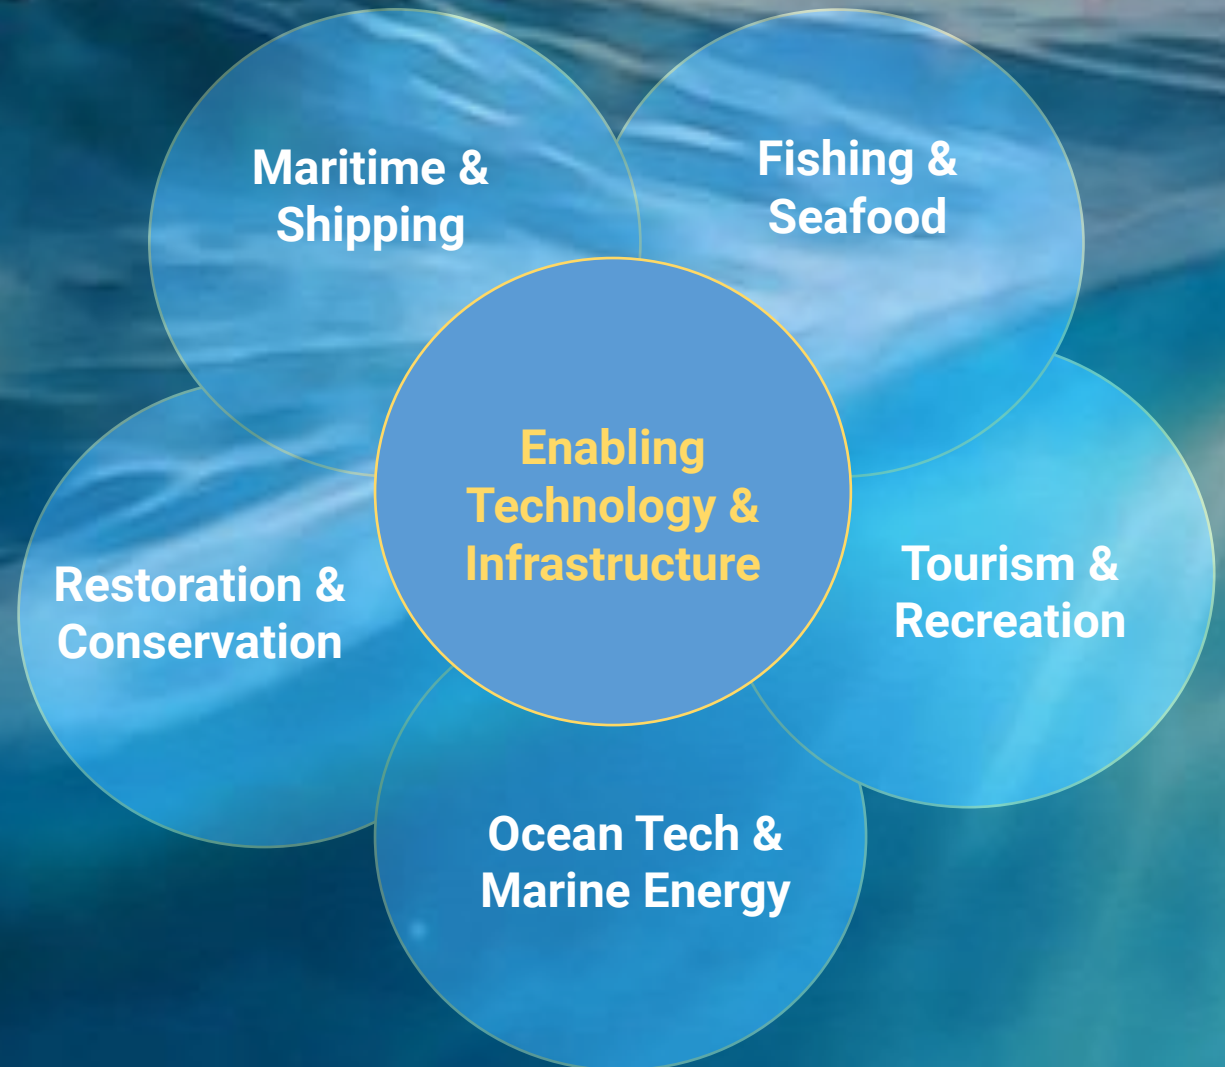 Maritime &
Shipping
Fishing &
Seafood
Enabling
Technology &
Infrastructure
Restoration &
Conservation
Tourism &
Recreation
Ocean Tech &
Marine Energy